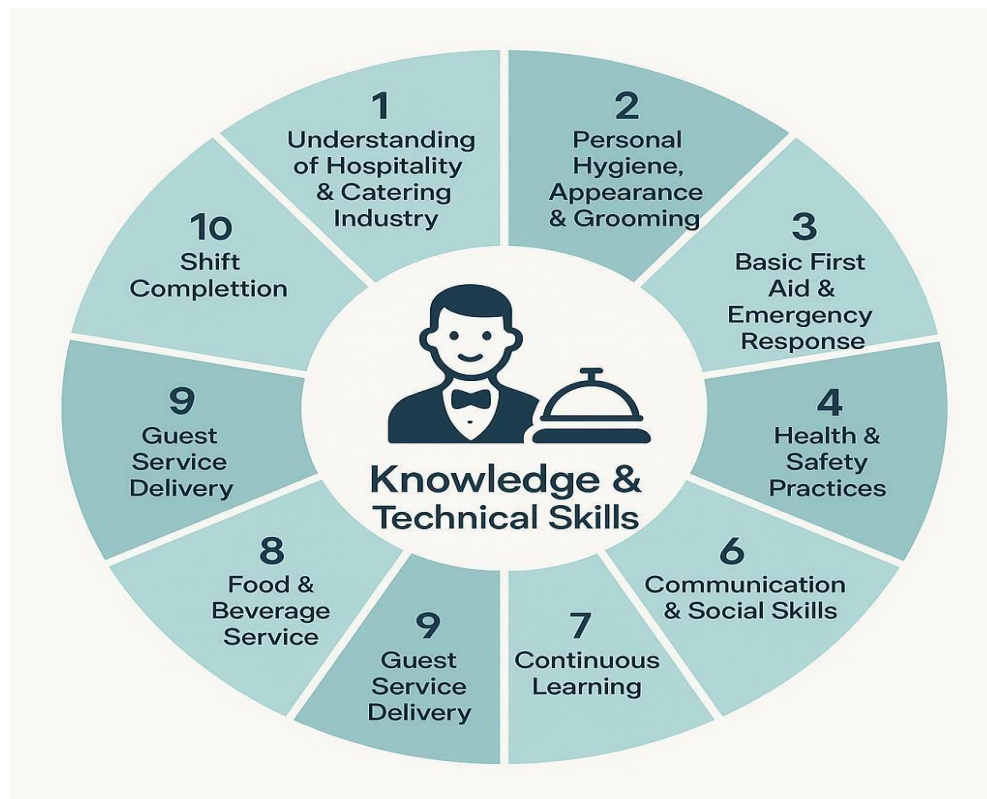 1
Understanding
of Hospitality
& Catering
Industry
2
Personal
Hygiene,
Appearance
& Grooming
3
Basic First
Aid &
Emergency
Response
4
Health &
Safety
Practices
6
Communication
& Social Skills
7
Continuous
Learning
9
Guest
Service
Delivery
8
Food &
Beverage
Service
9
Guest
Service
Delivery
10
Shift
Complettion
Knowledge &
Technical Skills